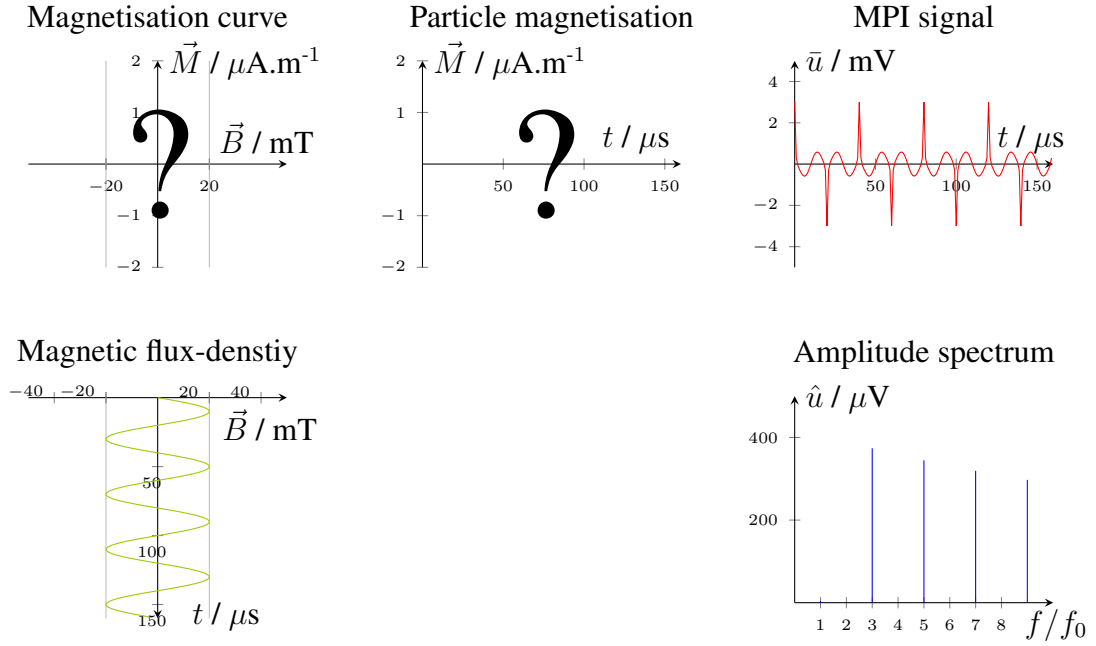 Magnetisation curve
M⃗ / μA.m⁻¹
2
1
−1
−2
−20
20
B⃗ / mT
?
Particle magnetisation
M⃗ / μA.m⁻¹
2
1
−1
−2
50
100
150
t / μs
?
MPI signal
ū / mV
4
2
−2
−4
50
100
150
t / μs
Magnetic flux-denstiy
−40
−20
20
40
B⃗ / mT
50
100
150
t / μs
Amplitude spectrum
û / μV
400
200
1 2 3 4 5 6 7 8
f/f₀